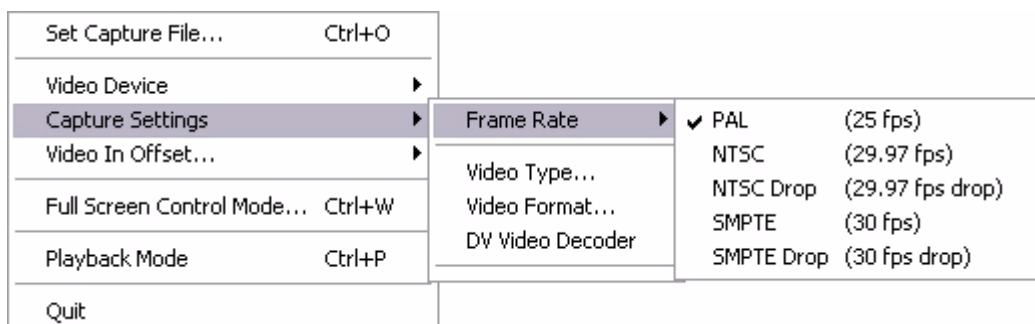 Set Capture File... Ctrl+O
Video Device
Capture Settings
Video In Offset...
Full Screen Control Mode... Ctrl+W
Playback Mode Ctrl+P
Quit
Frame Rate
Video Type...
Video Format...
DV Video Decoder
PAL (25 fps)
NTSC (29.97 fps)
NTSC Drop (29.97 fps drop)
SMPTE (30 fps)
SMPTE Drop (30 fps drop)